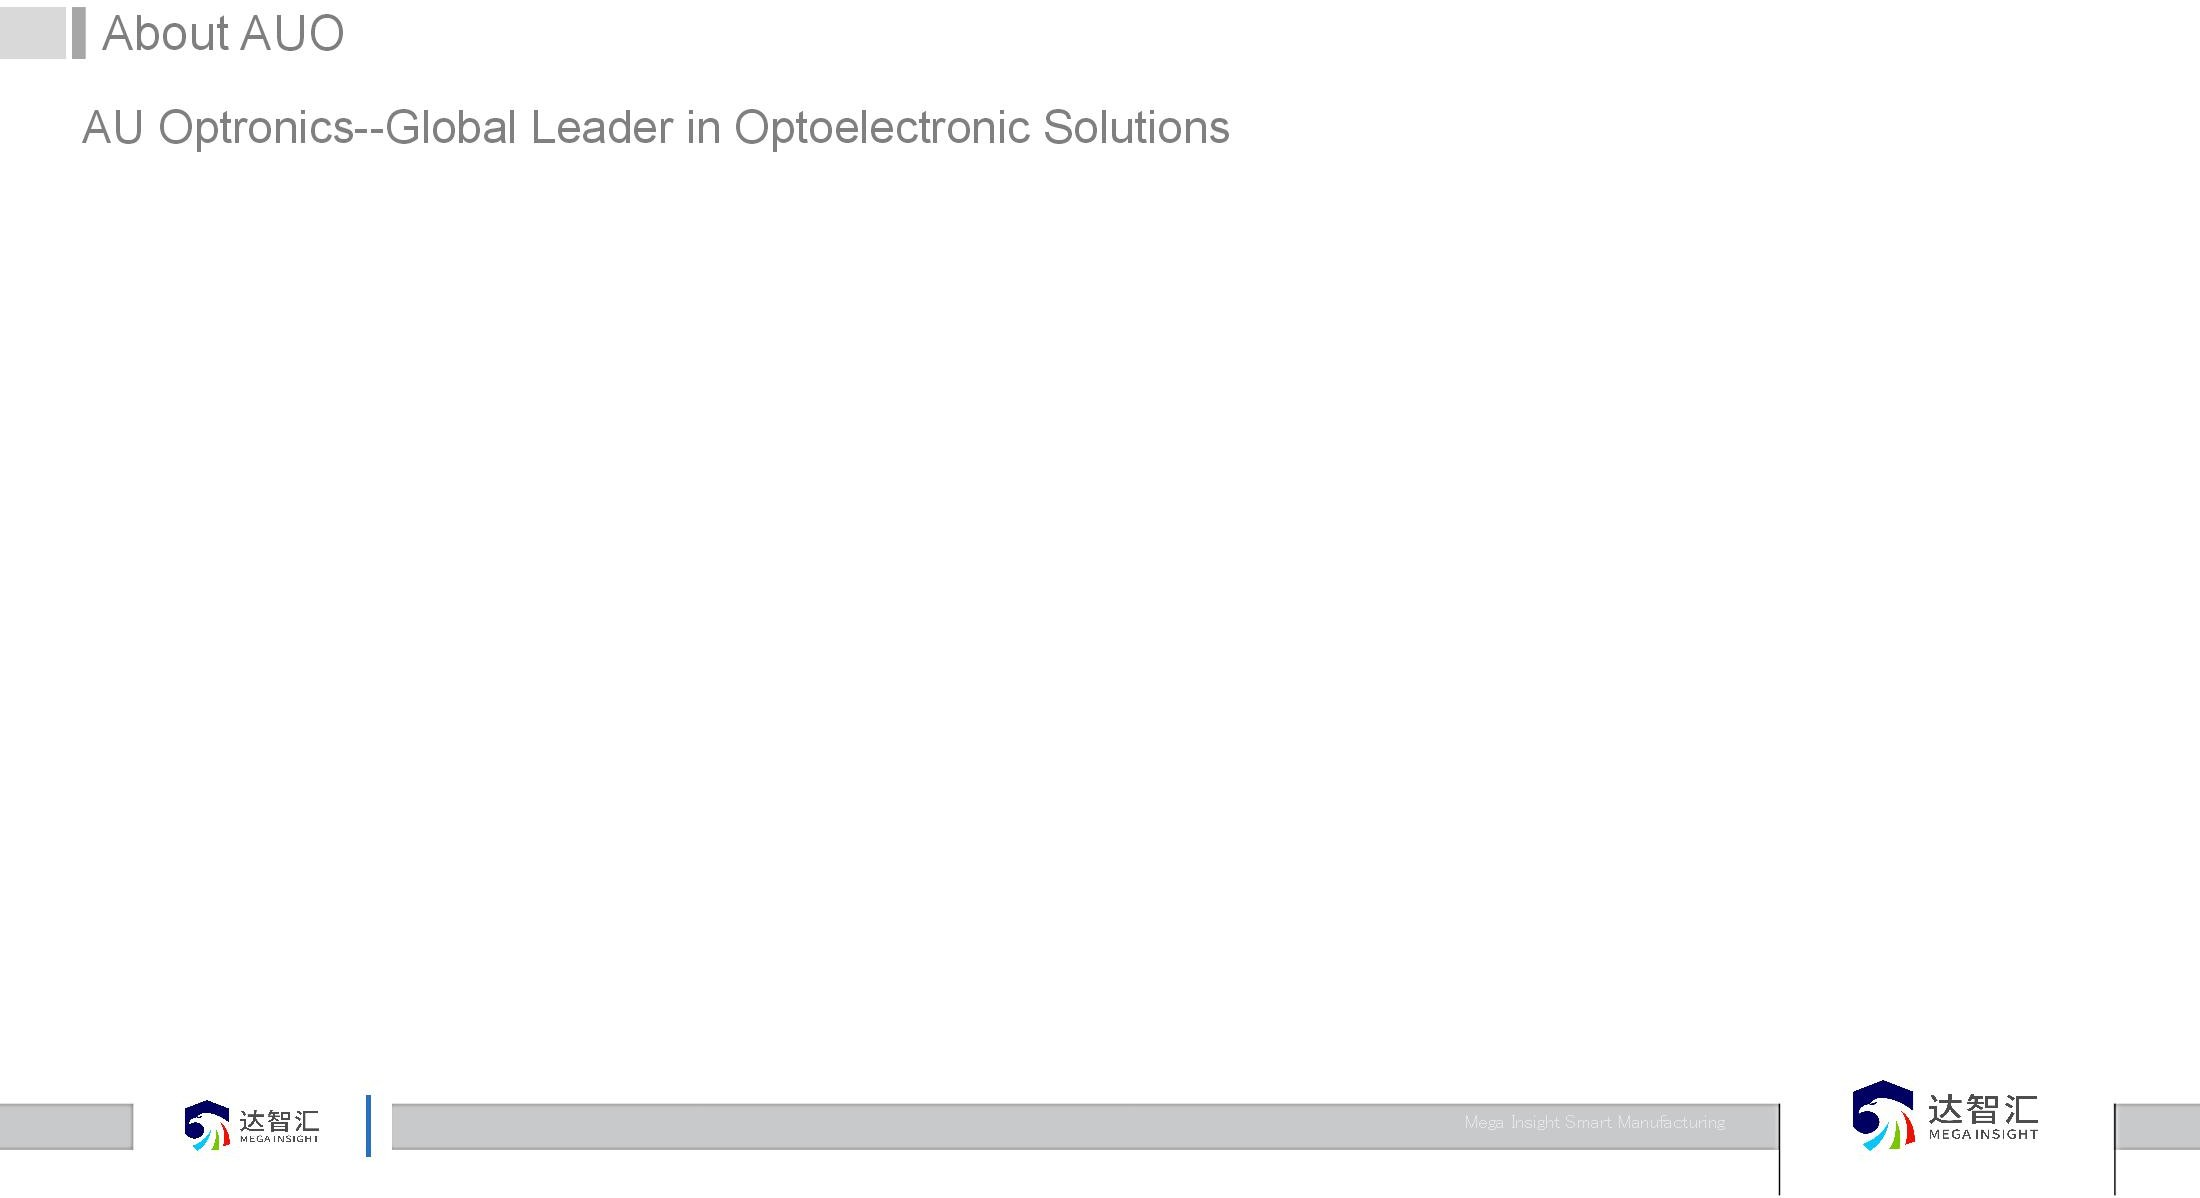 About AUO
AU Optronics--Global Leader in Optoelectronic Solutions
达智汇
MEGA INSIGHT
Mega Insight Smart Manufacturing
达智汇
MEGA INSIGHT